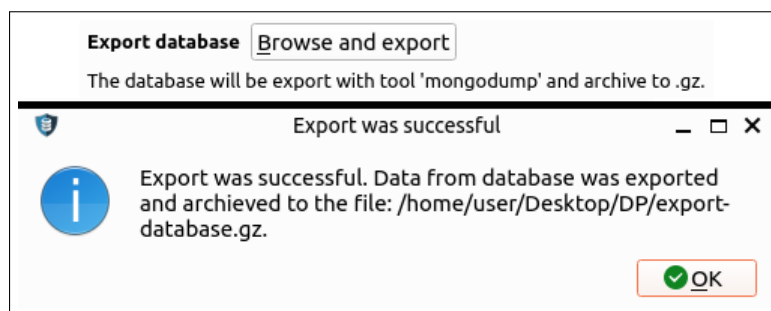 Export database Browse and export
The database will be export with tool 'mongodump' and archive to .gz.
Export was successful
Export was successful. Data from database was exported
and archieved to the file: /home/user/Desktop/DP/export-
database.gz.
OK